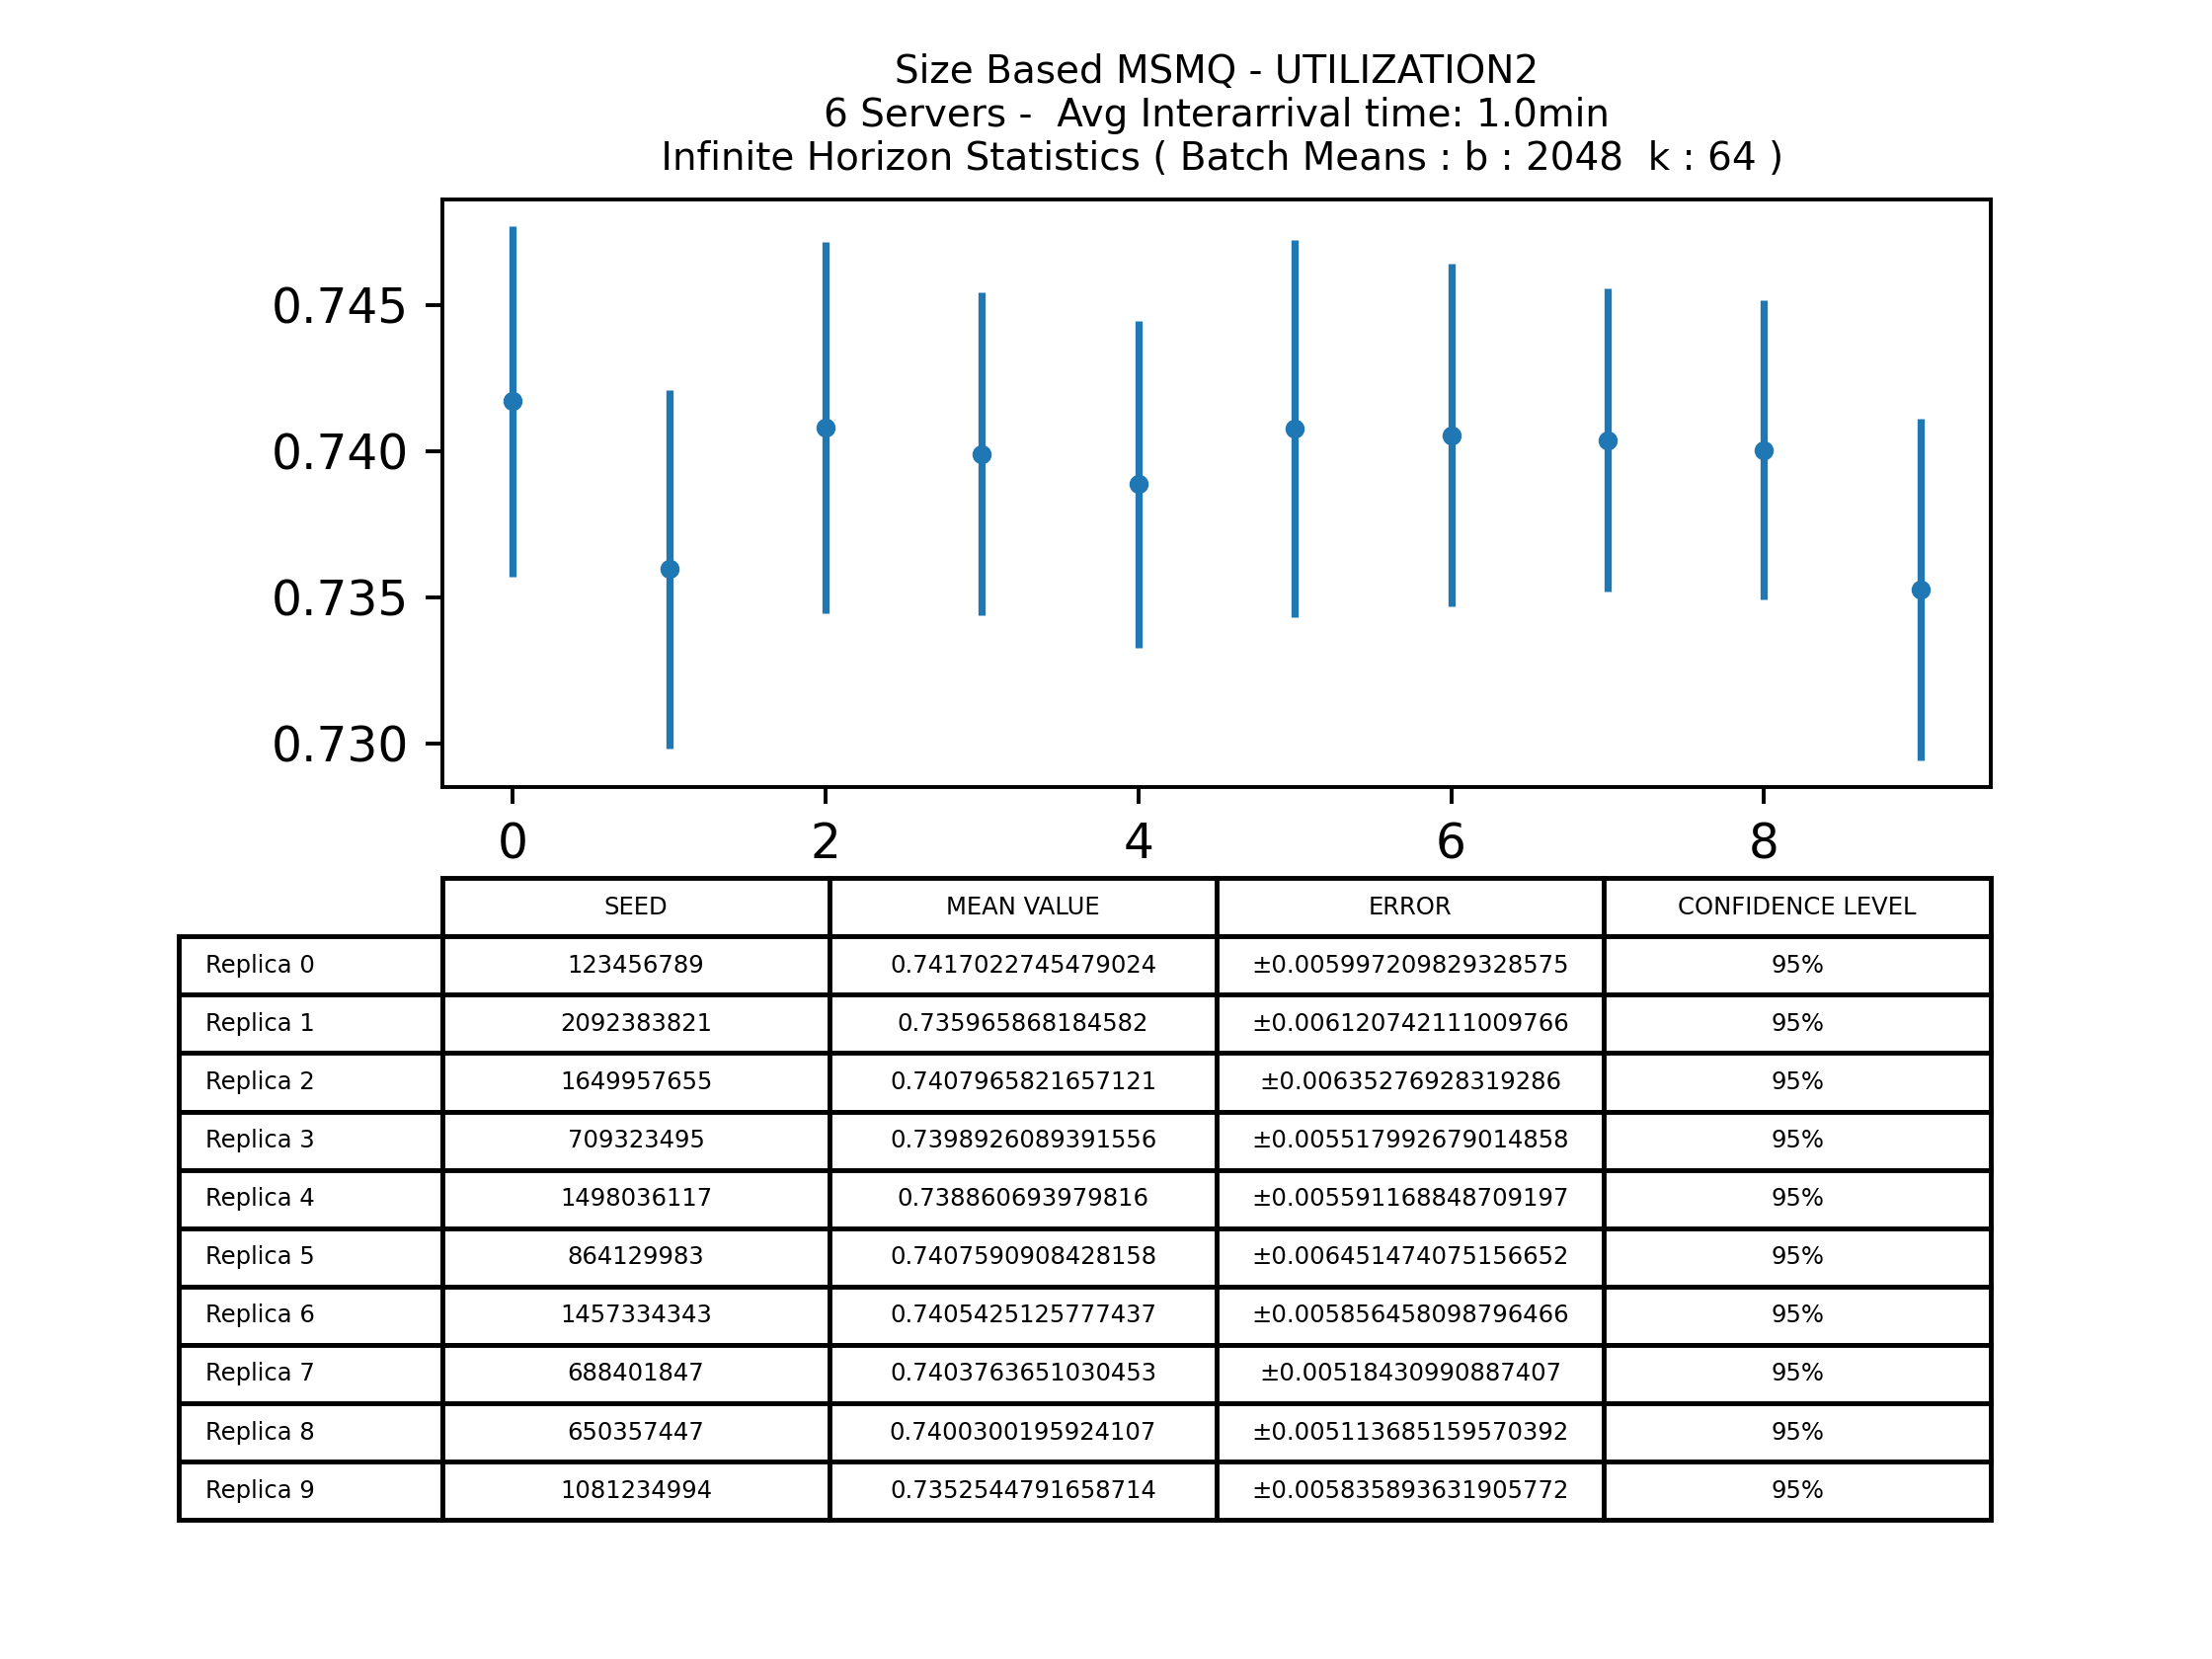 Size Based MSMQ - UTILIZATION2
6 Servers -  Avg Interarrival time: 1.0min
Infinite Horizon Statistics ( Batch Means : b : 2048  k : 64 )
0.745
0.740
0.735
0.730
0 2 4 6 8
SEED MEAN VALUE ERROR CONFIDENCE LEVEL
Replica 0 123456789 0.7417022745479024 ±0.005997209829328575 95%
Replica 1 2092383821 0.735965868184582 ±0.006120742111009766 95%
Replica 2 1649957655 0.7407965821657121 ±0.00635276928319286 95%
Replica 3 709323495 0.7398926089391556 ±0.005517992679014858 95%
Replica 4 1498036117 0.738860693979816 ±0.005591168848709197 95%
Replica 5 864129983 0.7407590908428158 ±0.006451474075156652 95%
Replica 6 1457334343 0.7405425125777437 ±0.005856458098796466 95%
Replica 7 688401847 0.7403763651030453 ±0.00518430990887407 95%
Replica 8 650357447 0.7400300195924107 ±0.005113685159570392 95%
Replica 9 1081234994 0.7352544791658714 ±0.005835893631905772 95%